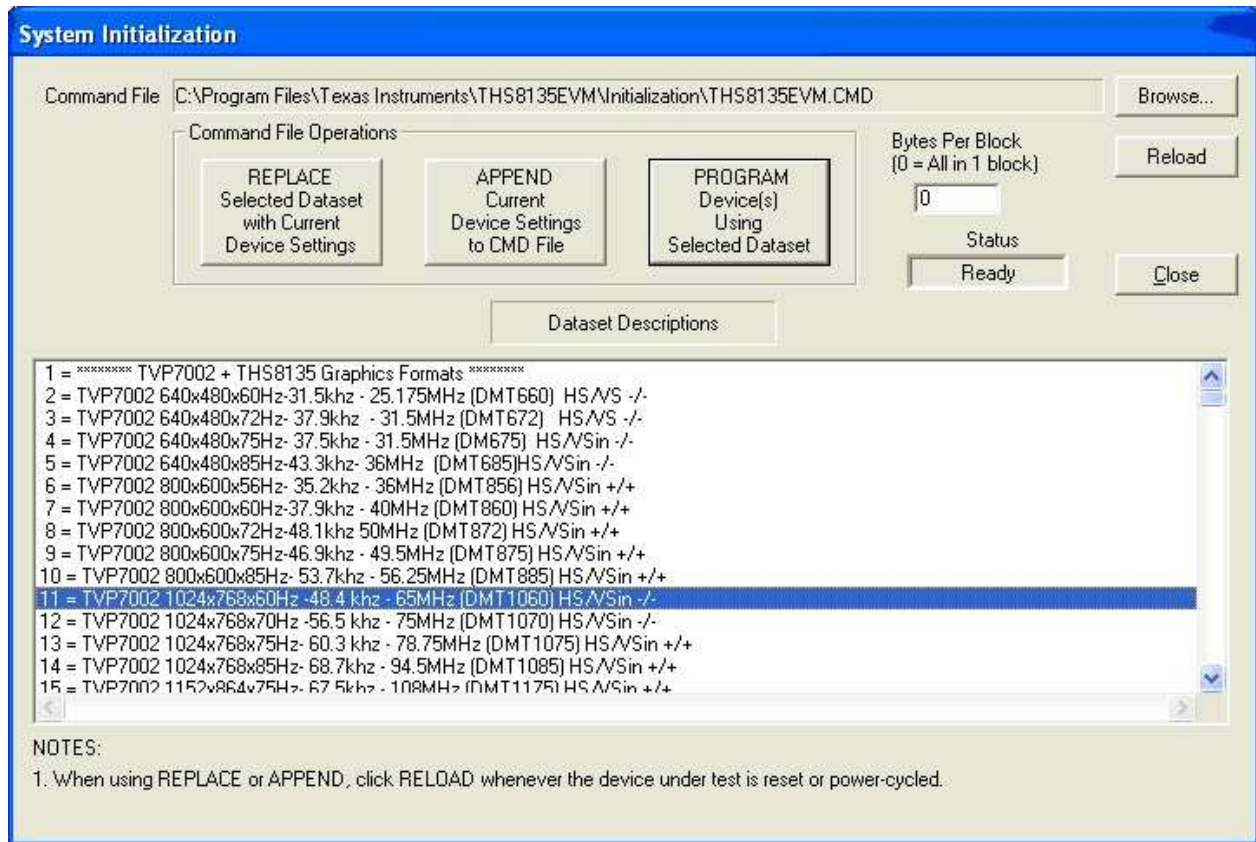 System Initialization
Command File C:\Program Files\Texas Instruments\THS8135EVM\Initialization\THS8135EVM.CMD Browse...
Command File Operations
REPLACE
Selected Dataset
with Current
Device Settings
APPEND
Current
Device Settings
to CMD File
PROGRAM
Device(s)
Using
Selected Dataset
Bytes Per Block
(0 = All in 1 block)
0
Reload
Status
Ready
Close
Dataset Descriptions
1 = ******** TVP7002 + THS8135 Graphics Formats ********
2 = TVP7002 640x480x60Hz-31.5khz - 25.175MHz (DMT660) HS/VS -/-
3 = TVP7002 640x480x72Hz- 37.9khz - 31.5MHz (DMT672) HS/VS -/-
4 = TVP7002 640x480x75Hz- 37.5khz - 31.5MHz (DM675) HS/VSin -/-
5 = TVP7002 640x480x85Hz-43.3khz- 36MHz (DMT685)HS/VSin -/-
6 = TVP7002 800x600x56Hz- 35.2khz - 36MHz (DMT856) HS/VSin +/+
7 = TVP7002 800x600x60Hz-37.9khz - 40MHz (DMT860) HS/VSin +/+
8 = TVP7002 800x600x72Hz-48.1khz 50MHz (DMT872) HS/VSin +/+
9 = TVP7002 800x600x75Hz-46.9khz - 49.5MHz (DMT875) HS/VSin +/+
10 = TVP7002 800x600x85Hz- 53.7khz - 56.25MHz (DMT885) HS/VSin +/+
11 = TVP7002 1024x768x60Hz -48.4 khz - 65MHz (DMT1060) HS/VSin -/-
12 = TVP7002 1024x768x70Hz -56.5 khz - 75MHz (DMT1070) HS/VSin -/-
13 = TVP7002 1024x768x75Hz- 60.3 khz - 78.75MHz (DMT1075) HS/VSin +/+
14 = TVP7002 1024x768x85Hz- 68.7khz - 94.5MHz (DMT1085) HS/VSin +/+
15 = TVP7002 1152x864x75Hz- 67.5khz - 108MHz (DMT1175) HS/VSin +/+
NOTES:
1. When using REPLACE or APPEND, click RELOAD whenever the device under test is reset or power-cycled.